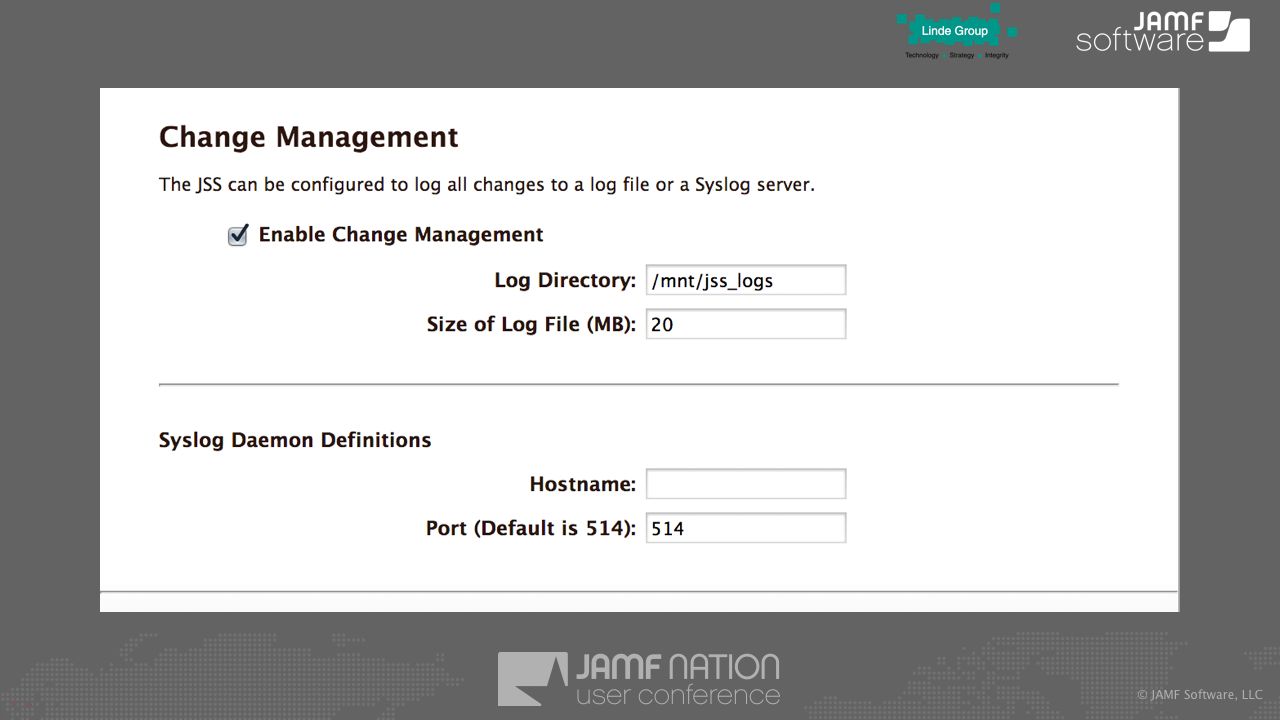 Linde Group
Technology Strategy Integrity
JAMF
software
Change Management
The JSS can be configured to log all changes to a log file or a Syslog server.
Enable Change Management
Log Directory: /mnt/jss_logs
Size of Log File (MB): 20
Syslog Daemon Definitions
Hostname:
Port (Default is 514): 514
JAMF NATION
user conference
© JAMF Software, LLC